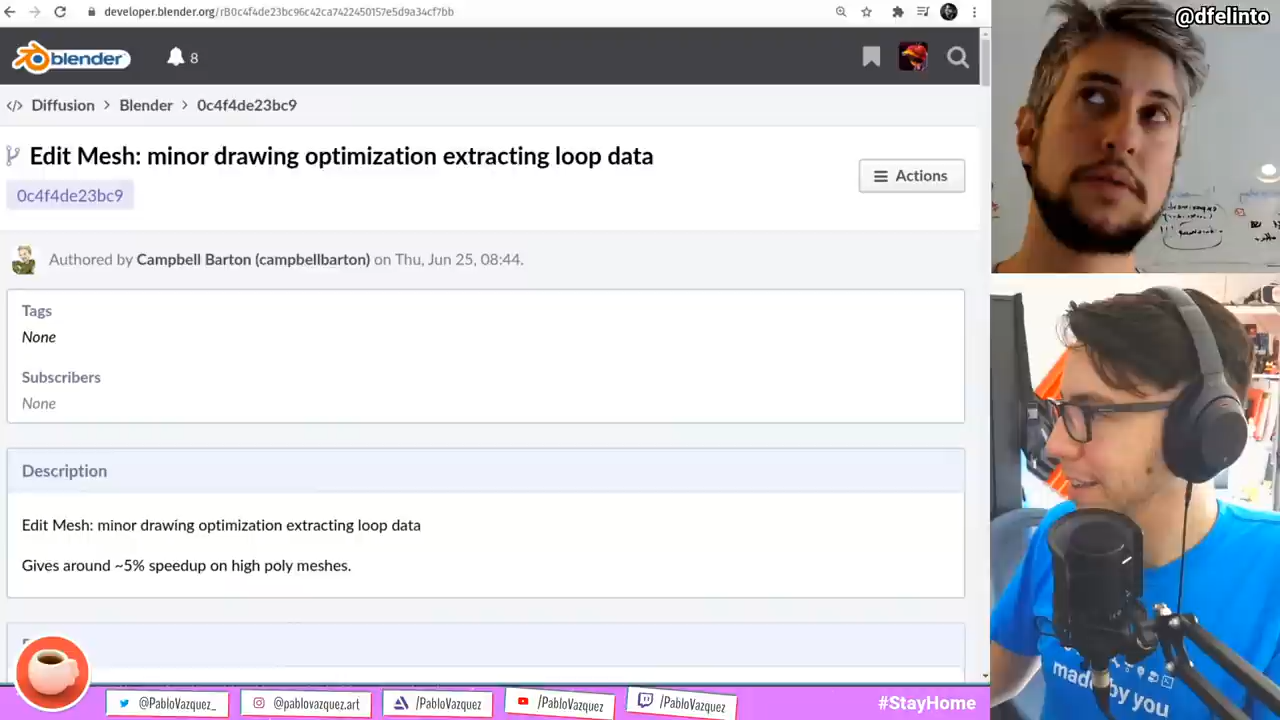 developer.blender.org/rB0c4f4de23bc96c42ca7422450157e5d9a34cf7bb
@dfelinto
blender
8
Diffusion
Blender
0c4f4de23bc9
Edit Mesh: minor drawing optimization extracting loop data
Actions
0c4f4de23bc9
Authored by Campbell Barton (campbellbarton) on Thu, Jun 25, 08:44.
Tags
None
Subscribers
None
Description
Edit Mesh: minor drawing optimization extracting loop data
Gives around ~5% speedup on high poly meshes.
made by you
@PabloVazquez_
@pablovazquez.art
/PabloVazquez
/PabloVazquez
/PabloVazquez
#StayHome